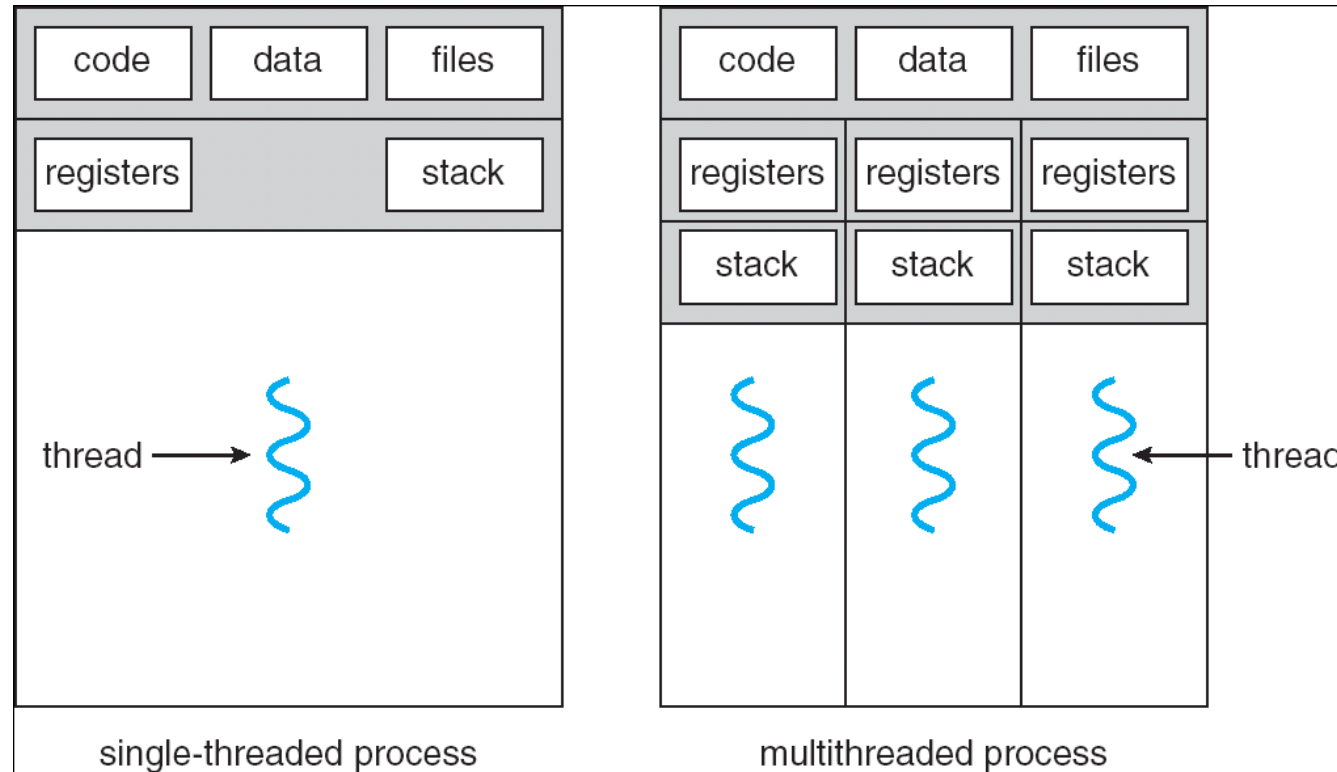 code data files
registers stack
thread
single-threaded process
code data files
registers registers registers
stack stack stack
thread
multithreaded process